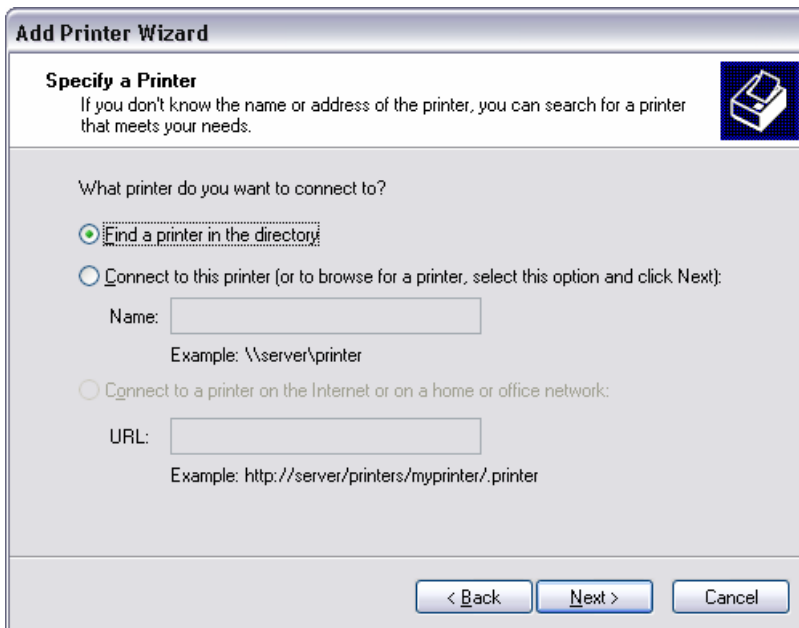 Add Printer Wizard
Specify a Printer
If you don't know the name or address of the printer, you can search for a printer
that meets your needs.
What printer do you want to connect to?
Find a printer in the directory
Connect to this printer (or to browse for a printer, select this option and click Next):
Name:
Example: \\server\printer
Connect to a printer on the Internet or on a home or office network:
URL:
Example: http://server/printers/myprinter/.printer
< Back Next > Cancel